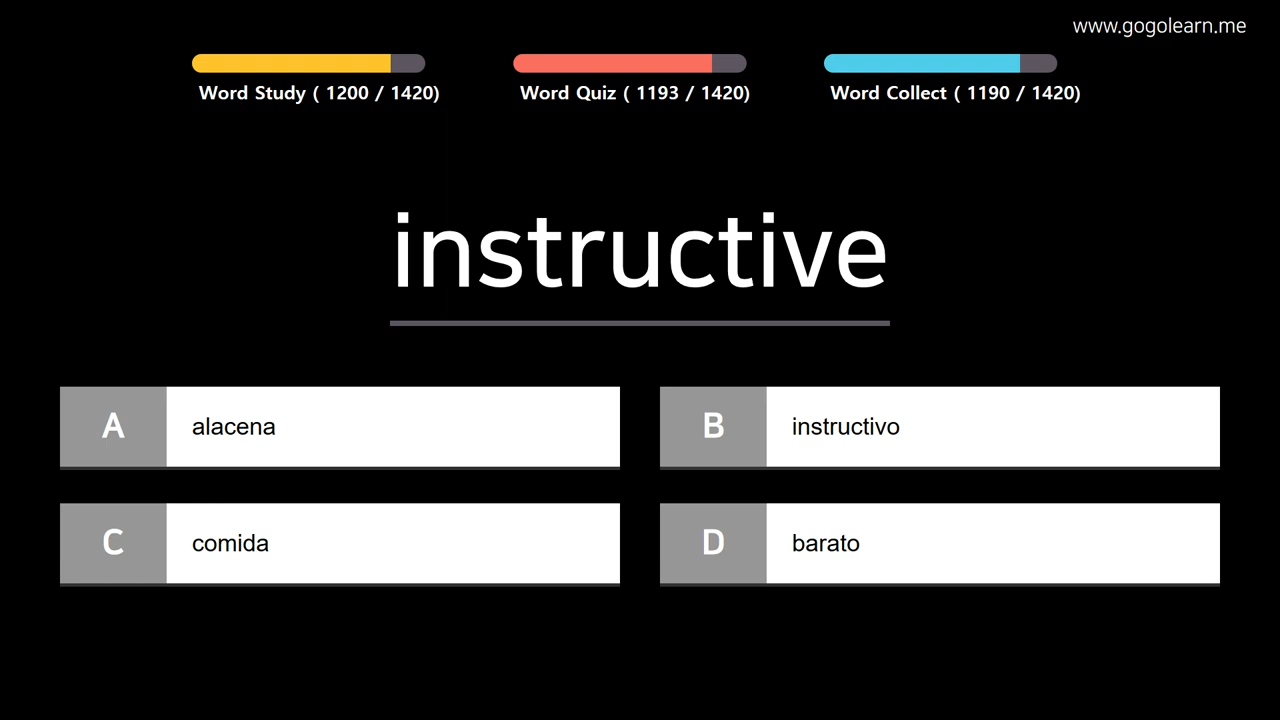 www.gogolearn.me
Word Study ( 1200 / 1420)
Word Quiz ( 1193 / 1420)
Word Collect ( 1190 / 1420)
instructive
A alacena
B instructivo
C comida
D barato